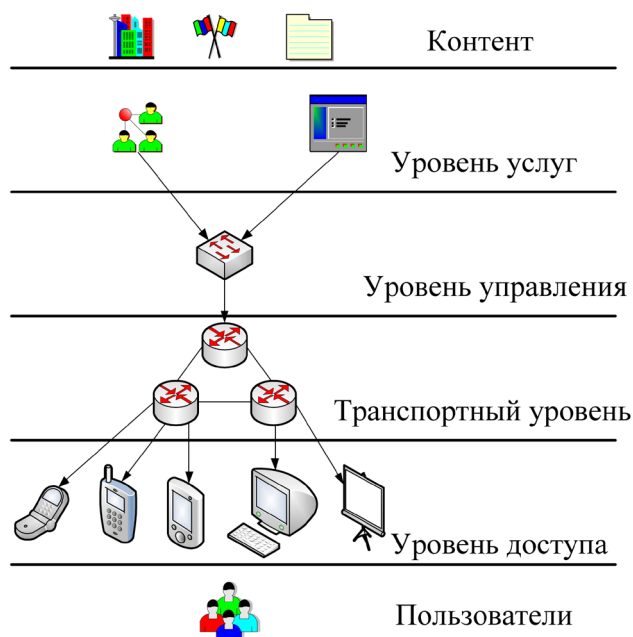 Контент
Уровень услуг
Уровень управления
Транспортный уровень
Уровень доступа
Пользователи